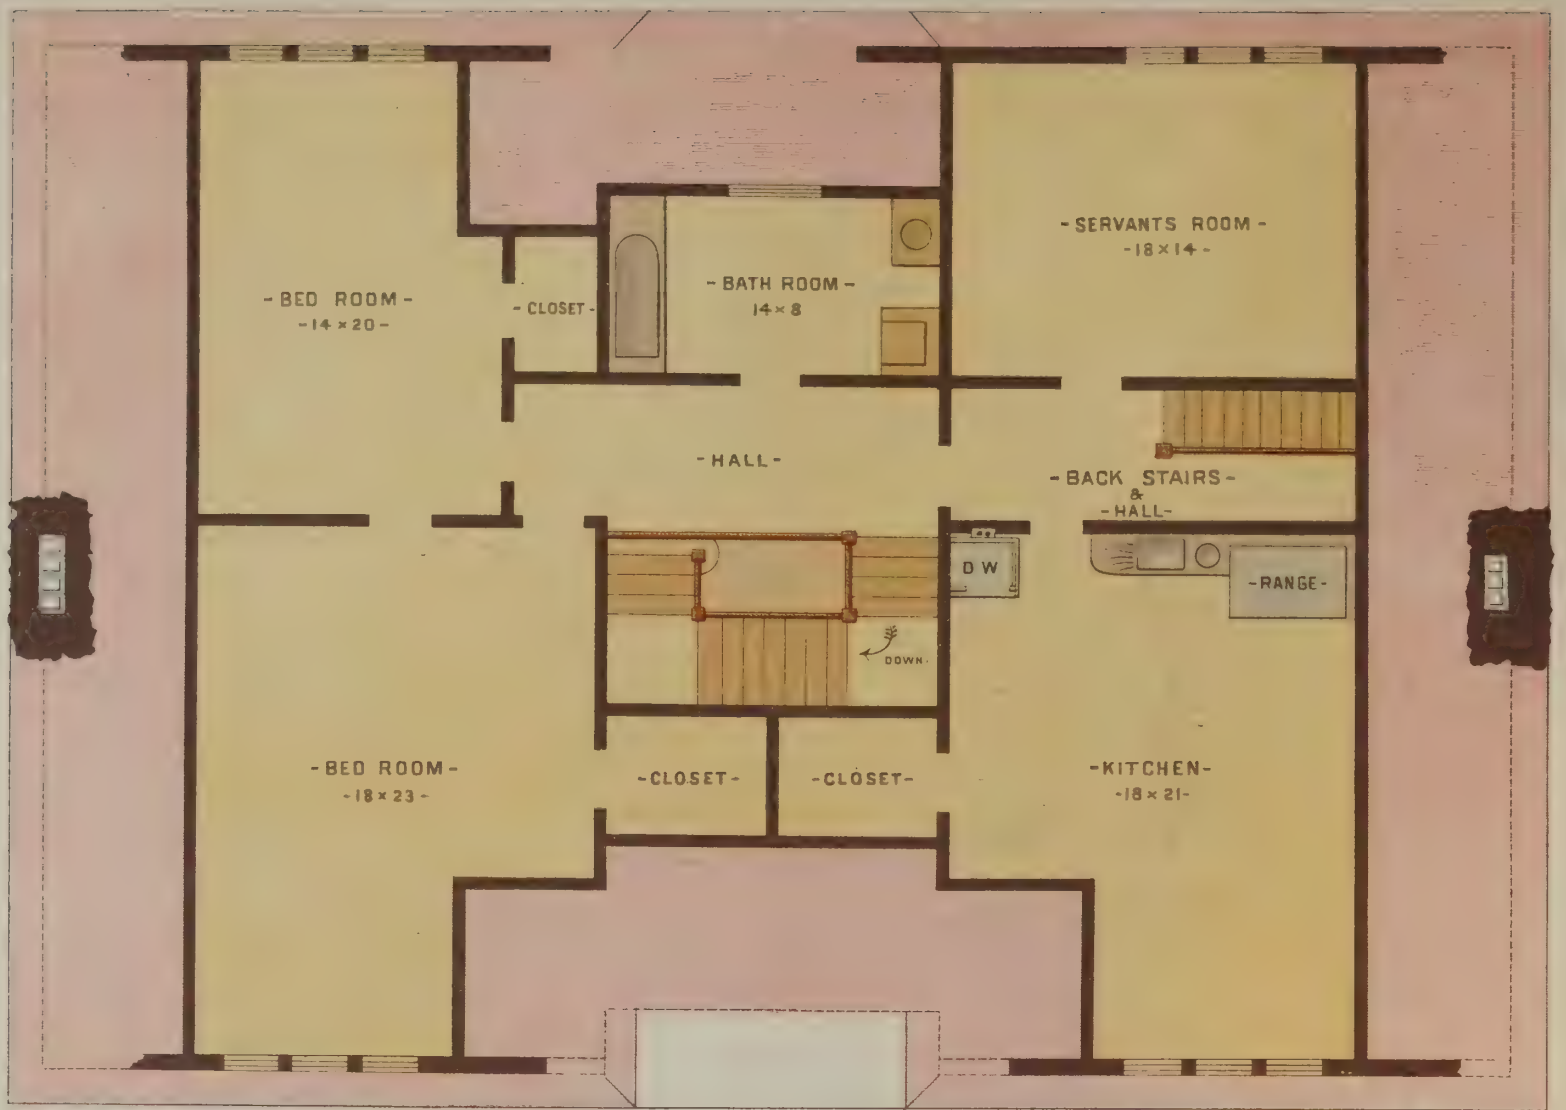 -SERVANTS ROOM-
-18×14-
-BED ROOM-
-14×20-
-CLOSET-
-BATH ROOM-
14×8
-HALL-
-BACK STAIRS-
&
-HALL-
D W
-RANGE-
DOWN-
-BED ROOM-
-18×23-
-CLOSET-
-CLOSET-
-KITCHEN-
-18×21-